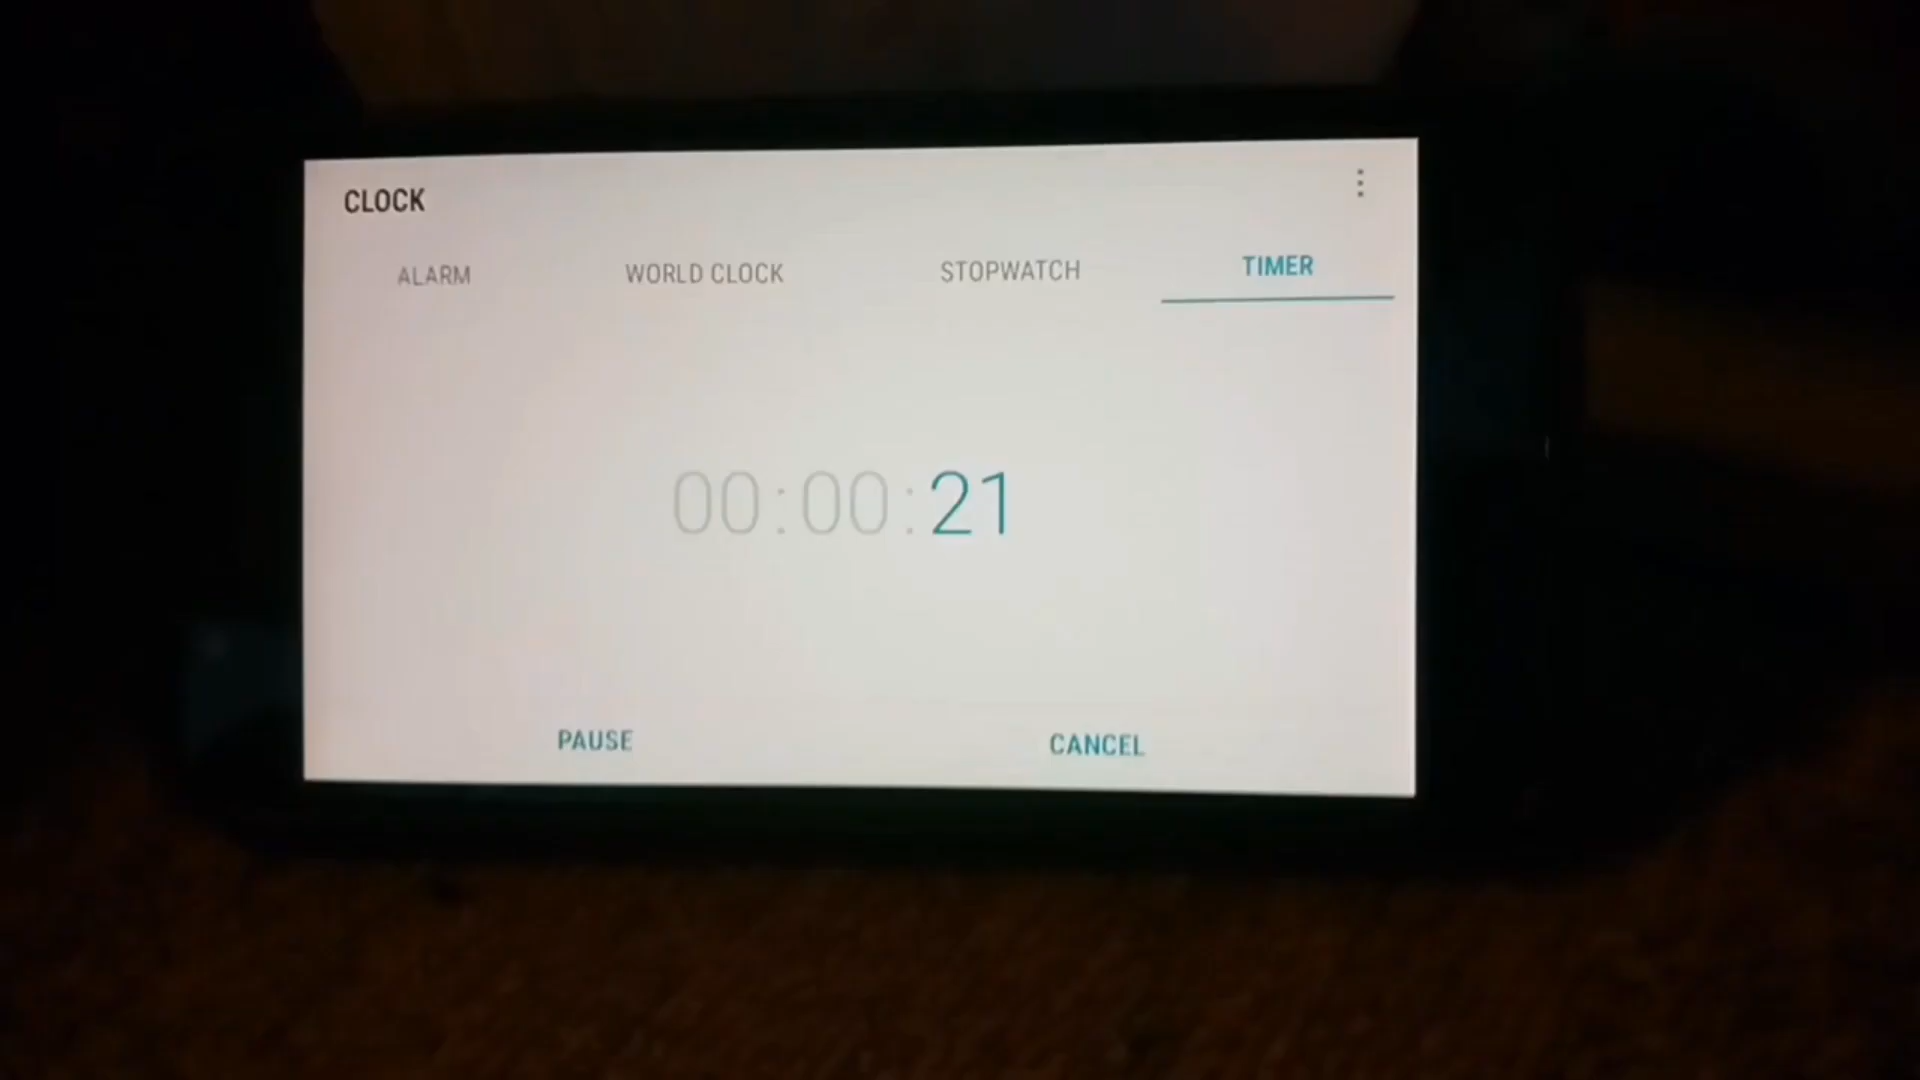 CLOCK
ALARM WORLD CLOCK STOPWATCH TIMER
00:00:21
PAUSE CANCEL